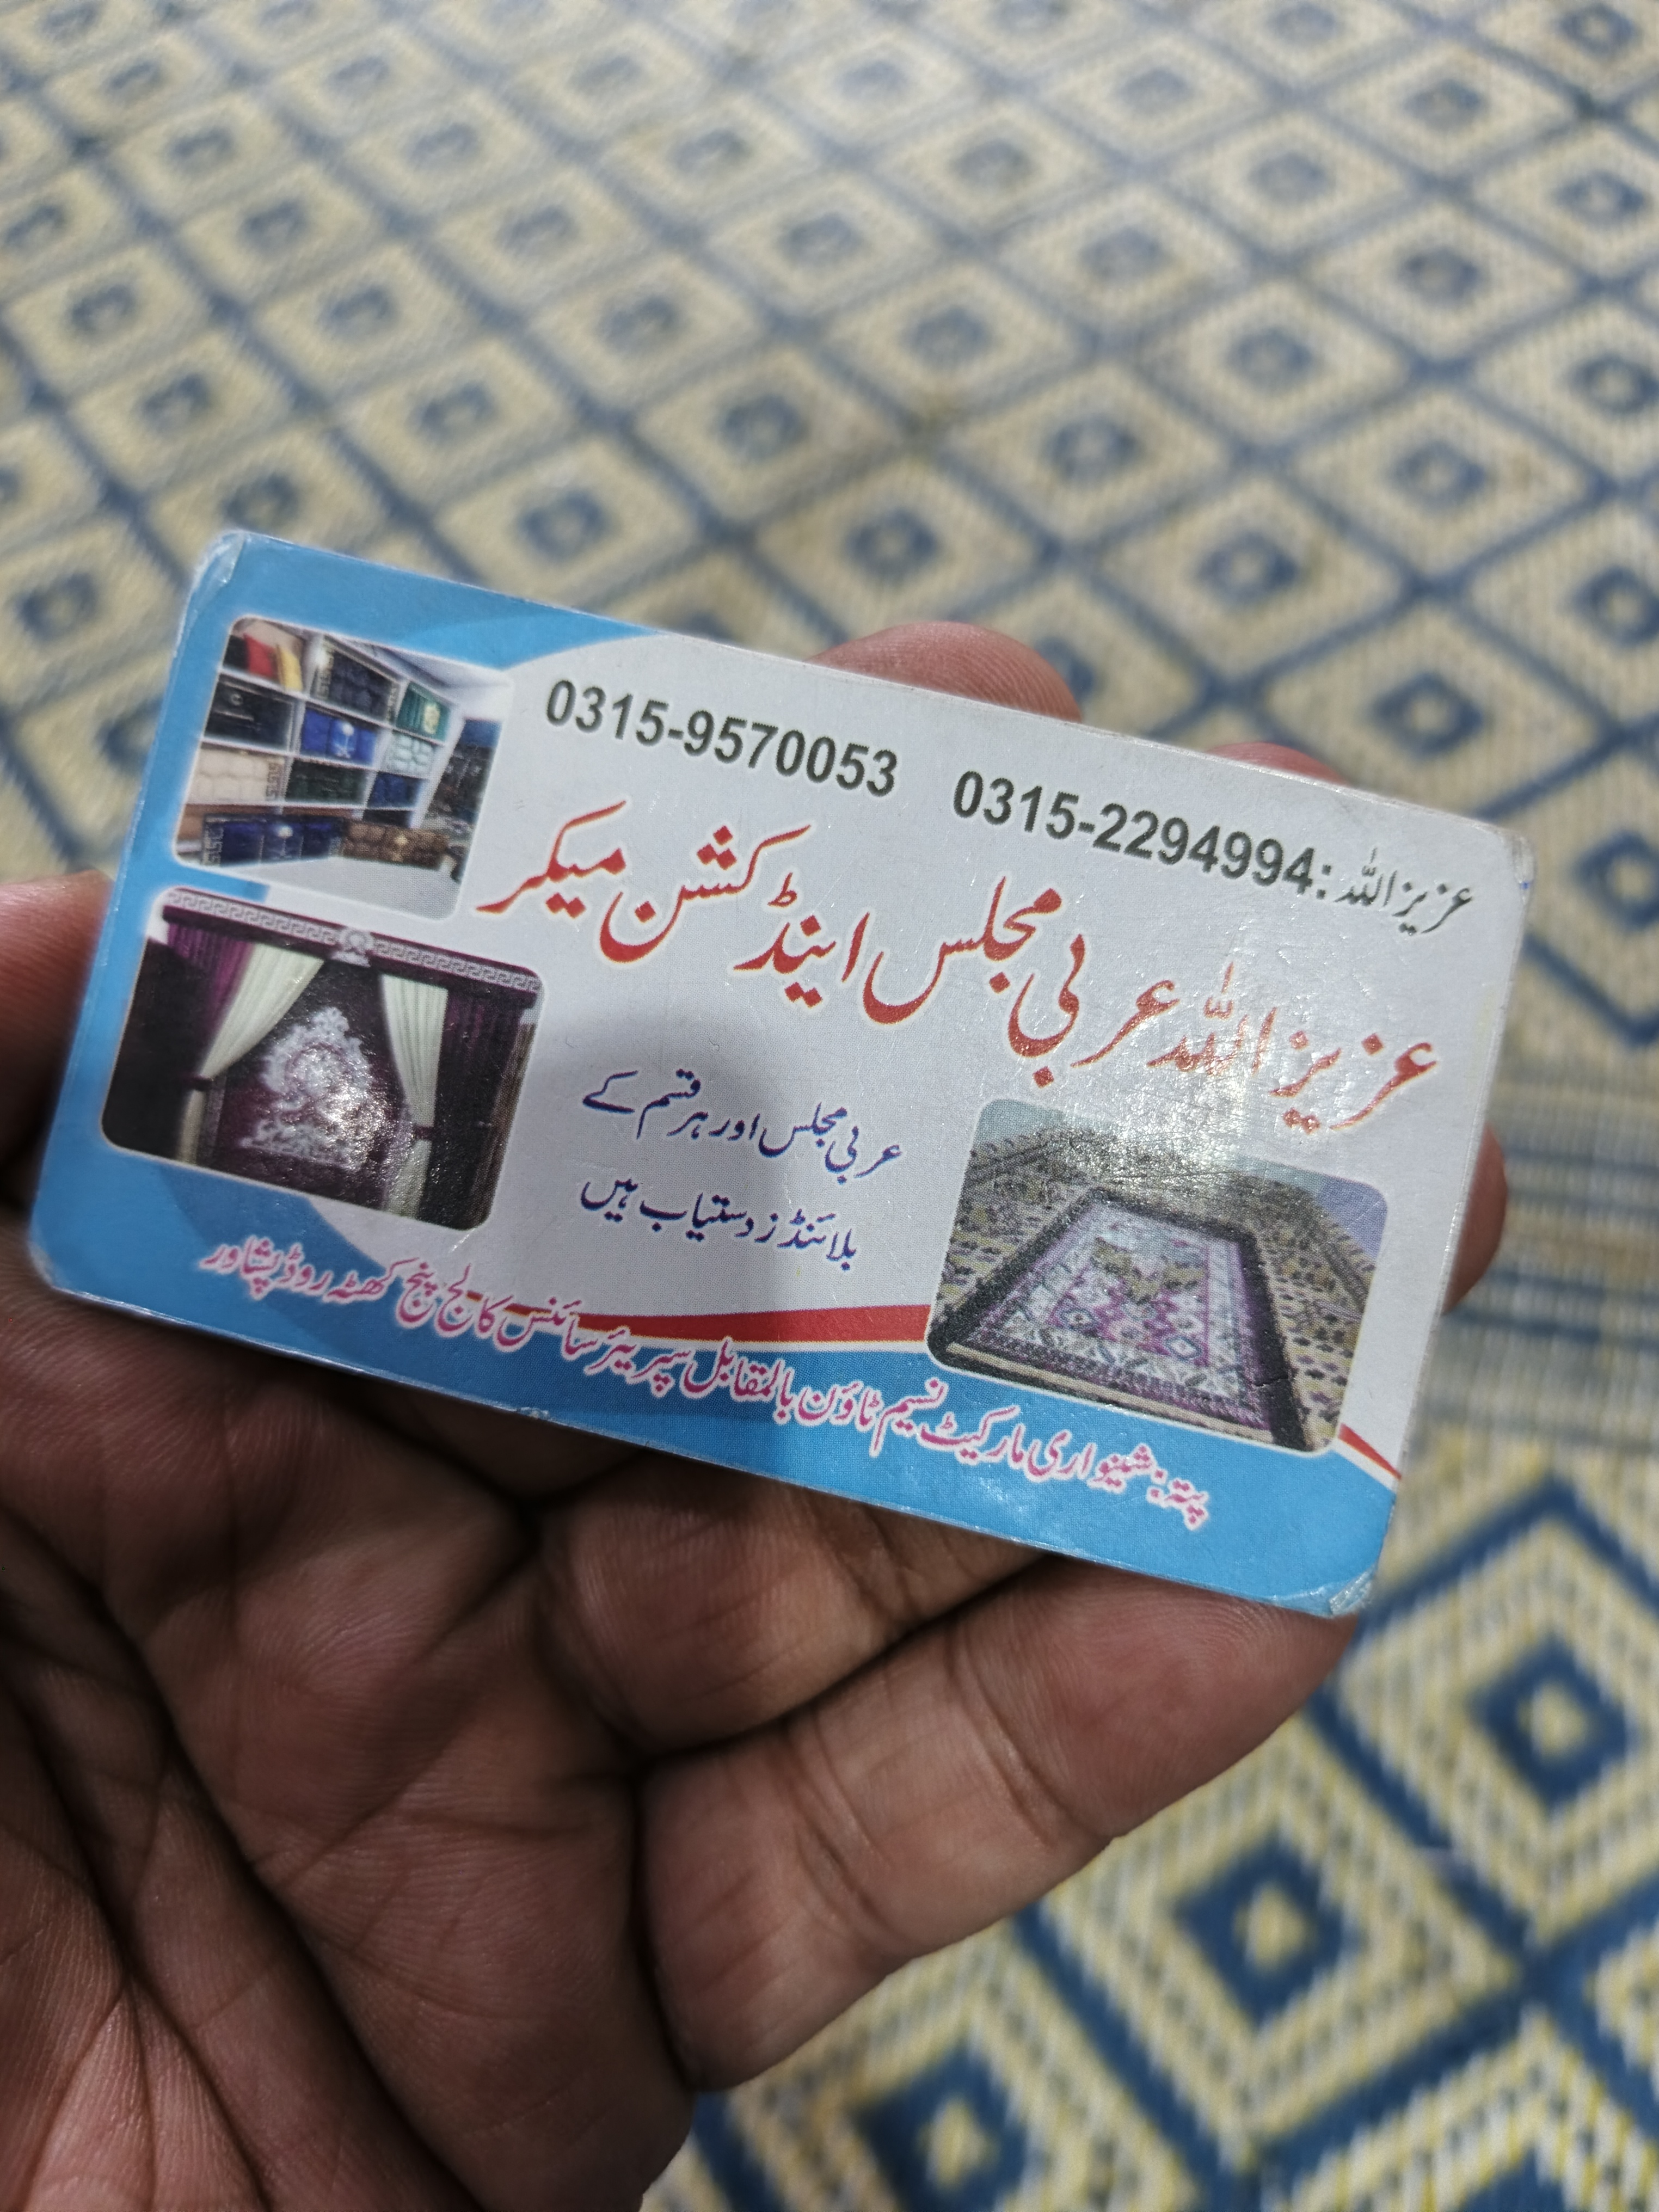 عزیز اللہ: 0315-2294994 0315-9570053
عزیز اللہ عربی مجلس اینڈ کشن میکر
عربی مجلس اور ہر قسم کے
بلائنڈز دستیاب ہیں
پتہ: شینواری مارکیٹ نسیم ٹاؤن بالمقابل سپریئر سائنس کالج پنج کھٹہ روڈ پشاور